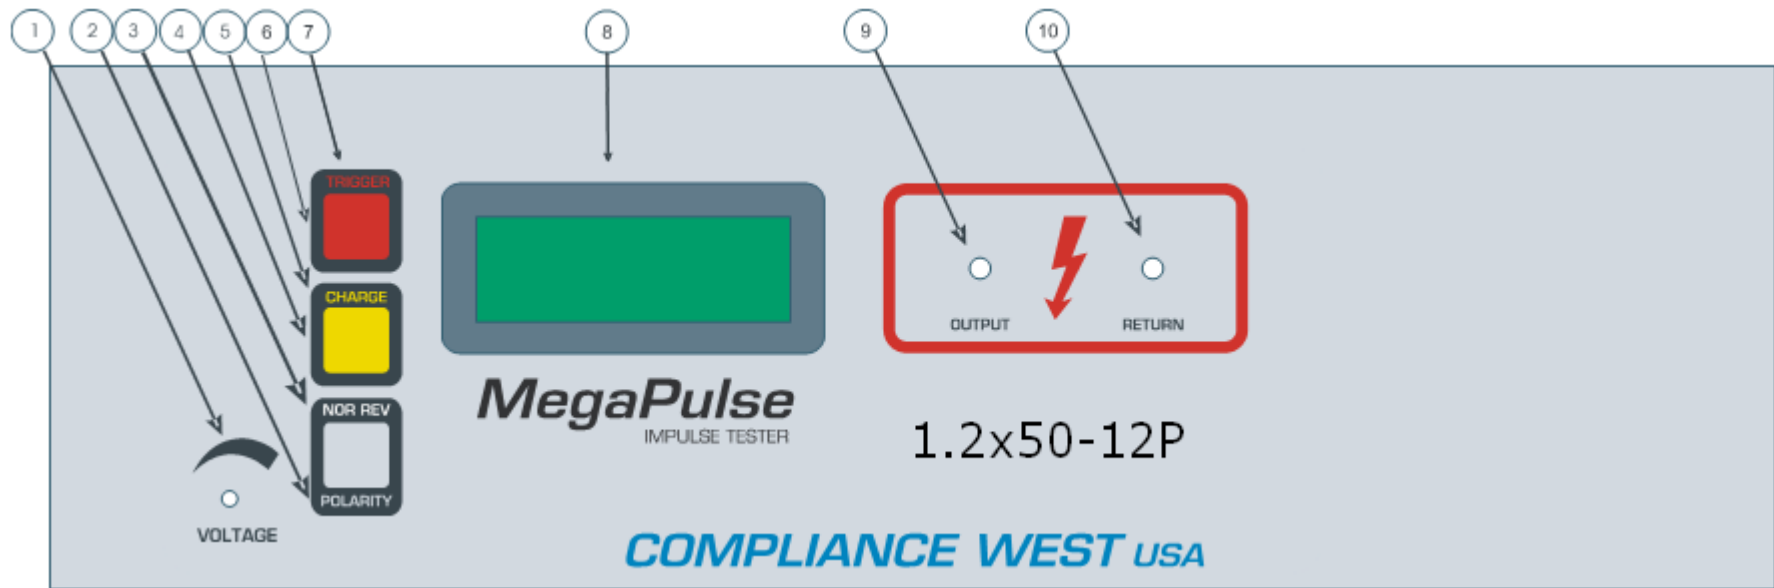 1 2 3 4 5 6 7 8 9 10
TRIGGER
CHARGE
NOR REV
POLARITY
VOLTAGE
MegaPulse
IMPULSE TESTER
OUTPUT
RETURN
1.2x50-12P
COMPLIANCE WEST USA